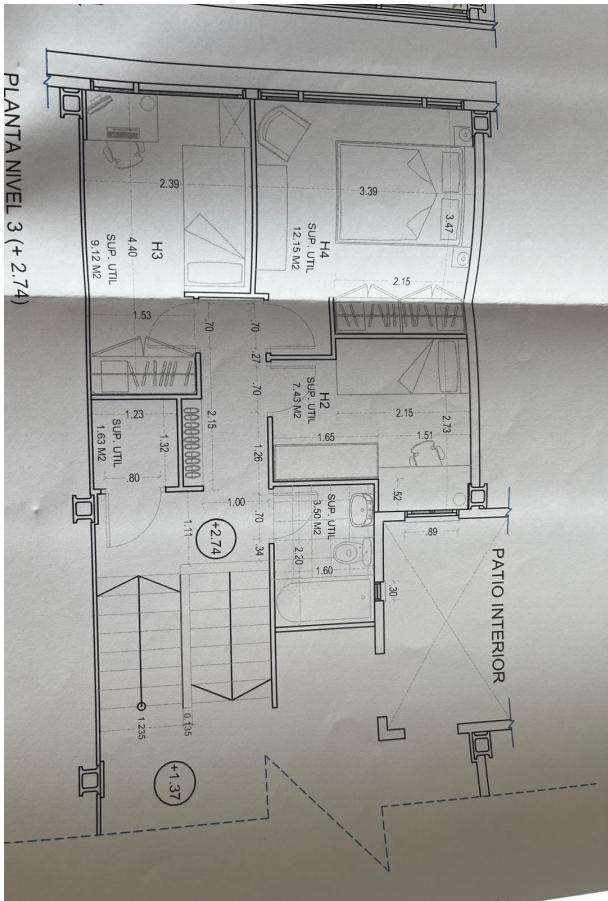 PLANTA NIVEL 3 (+ 2.74)
PATIO INTERIOR
H4
SUP. UTIL
12.15 M2
3.39
3.47
2.15
H3
SUP. UTIL
9.12 M2
2.39
4.40
1.53
.70
.70
.27
.70
H2
SUP. UTIL
7.43 M2
2.15
2.73
1.65
1.51
.52
.89
2.15
1.26
SUP. UTIL
1.63 M2
1.23
1.32
.80
SUP. UTIL
3.50 M2
2.20
1.60
.30
1.00
.70
.34
1.11
+2.74
1.235
0.135
+1.37